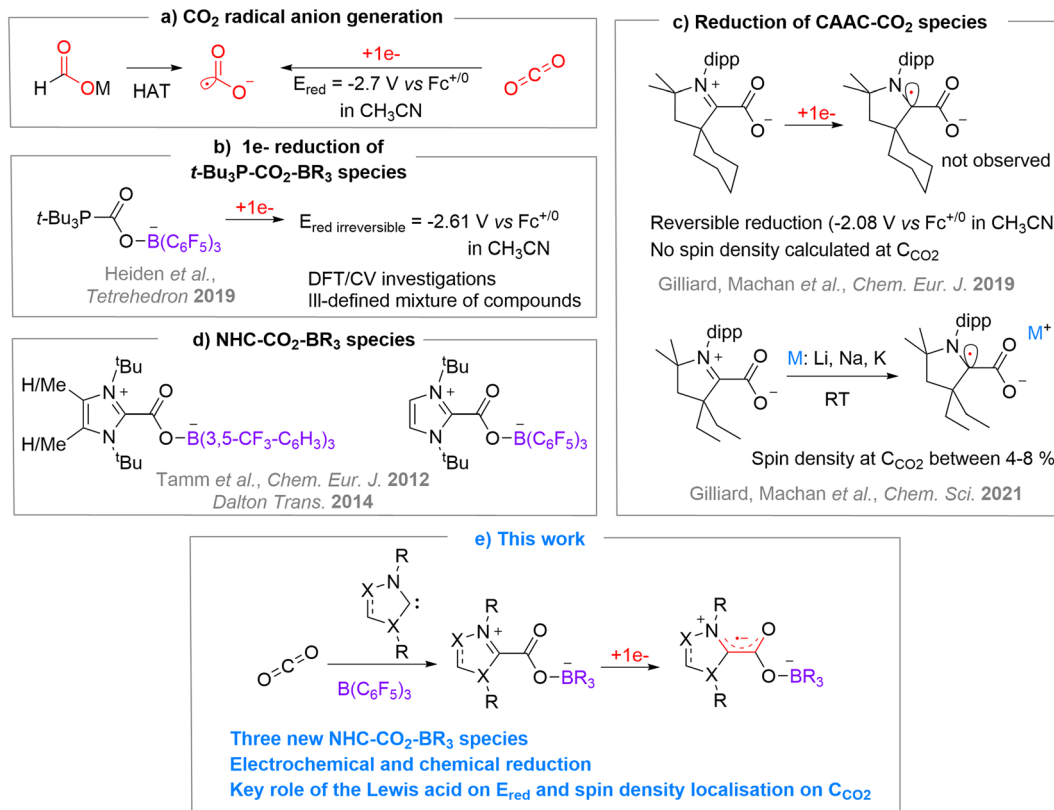 a) CO2 radical anion generation
O
H
OM
HAT
O
O-
+1e-
Ered = -2.7 V vs Fc+/0
in CH3CN
O=C=O
b) 1e- reduction of
t-Bu3P-CO2-BR3 species
O
t-Bu3P
O-B(C6F5)3
-
+1e-
Ered irreversible = -2.61 V vs Fc+/0
in CH3CN
Heiden et al.,
Tetrehedron 2019
DFT/CV investigations
Ill-defined mixture of compounds
d) NHC-CO2-BR3 species
tBu
H/Me
N+
O
H/Me
N
O-B(3,5-CF3-C6H3)3
-
tBu
tBu
N+
O
N
O-B(C6F5)3
-
tBu
Tamm et al., Chem. Eur. J. 2012
Dalton Trans. 2014
c) Reduction of CAAC-CO2 species
dipp
N+
O
O-
+1e-
dipp
N
O
O-
not observed
Reversible reduction (-2.08 V vs Fc+/0 in CH3CN
No spin density calculated at CCO2
Gilliard, Machan et al., Chem. Eur. J. 2019
dipp
N+
O
O-
M: Li, Na, K
RT
dipp
M+
N
O
O-
Spin density at CCO2 between 4-8 %
Gilliard, Machan et al., Chem. Sci. 2021
e) This work
O=C=O
R
N
X
:
X
R
B(C6F5)3
R
N+
X
O
X
O-BR3
-
R
+1e-
R
+
N
X
•-
O
X
O-BR3
-
R
Three new NHC-CO2-BR3 species
Electrochemical and chemical reduction
Key role of the Lewis acid on Ered and spin density localisation on CCO2